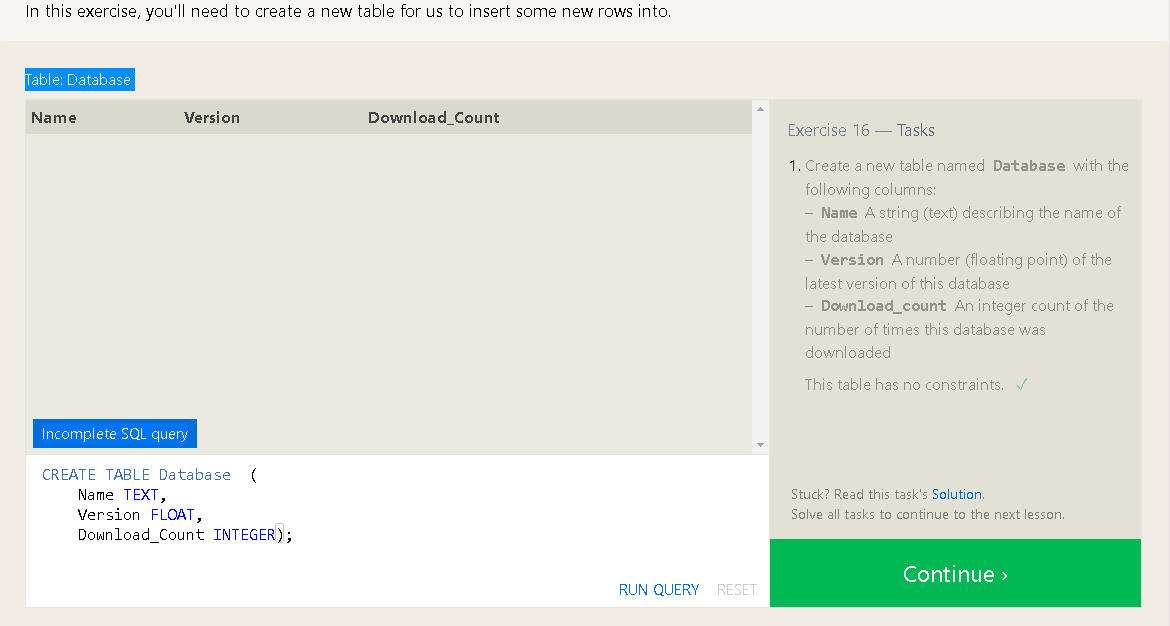 In this exercise, you'll need to create a new table for us to insert some new rows into.
Table: Database
Name Version Download_Count
Incomplete SQL query
CREATE TABLE Database (
Name TEXT,
Version FLOAT,
Download_Count INTEGER);
RUN QUERY RESET
Exercise 16 — Tasks
1. Create a new table named Database with the
following columns:
– Name A string (text) describing the name of
the database
– Version A number (floating point) of the
latest version of this database
– Download_count An integer count of the
number of times this database was
downloaded
This table has no constraints. ✓
Stuck? Read this task's Solution.
Solve all tasks to continue to the next lesson.
Continue ›